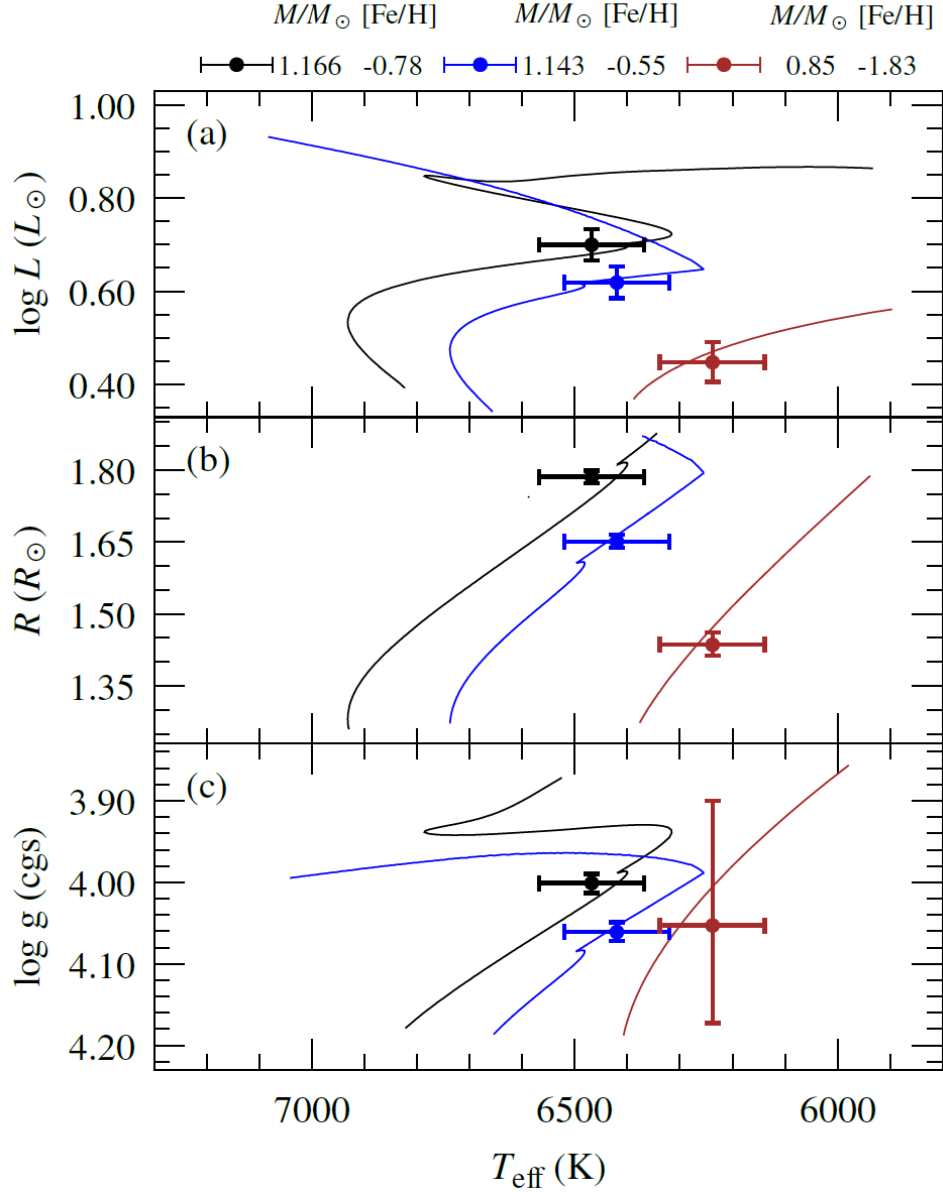 M/M⊙ [Fe/H] M/M⊙ [Fe/H] M/M⊙ [Fe/H]
1.166 -0.78 1.143 -0.55 0.85 -1.83
(a)
1.00
0.80
0.60
0.40
log L (L⊙)
(b)
1.80
1.65
1.50
1.35
R (R⊙)
(c)
3.90
4.00
4.10
4.20
log g (cgs)
7000 6500 6000
Teff (K)